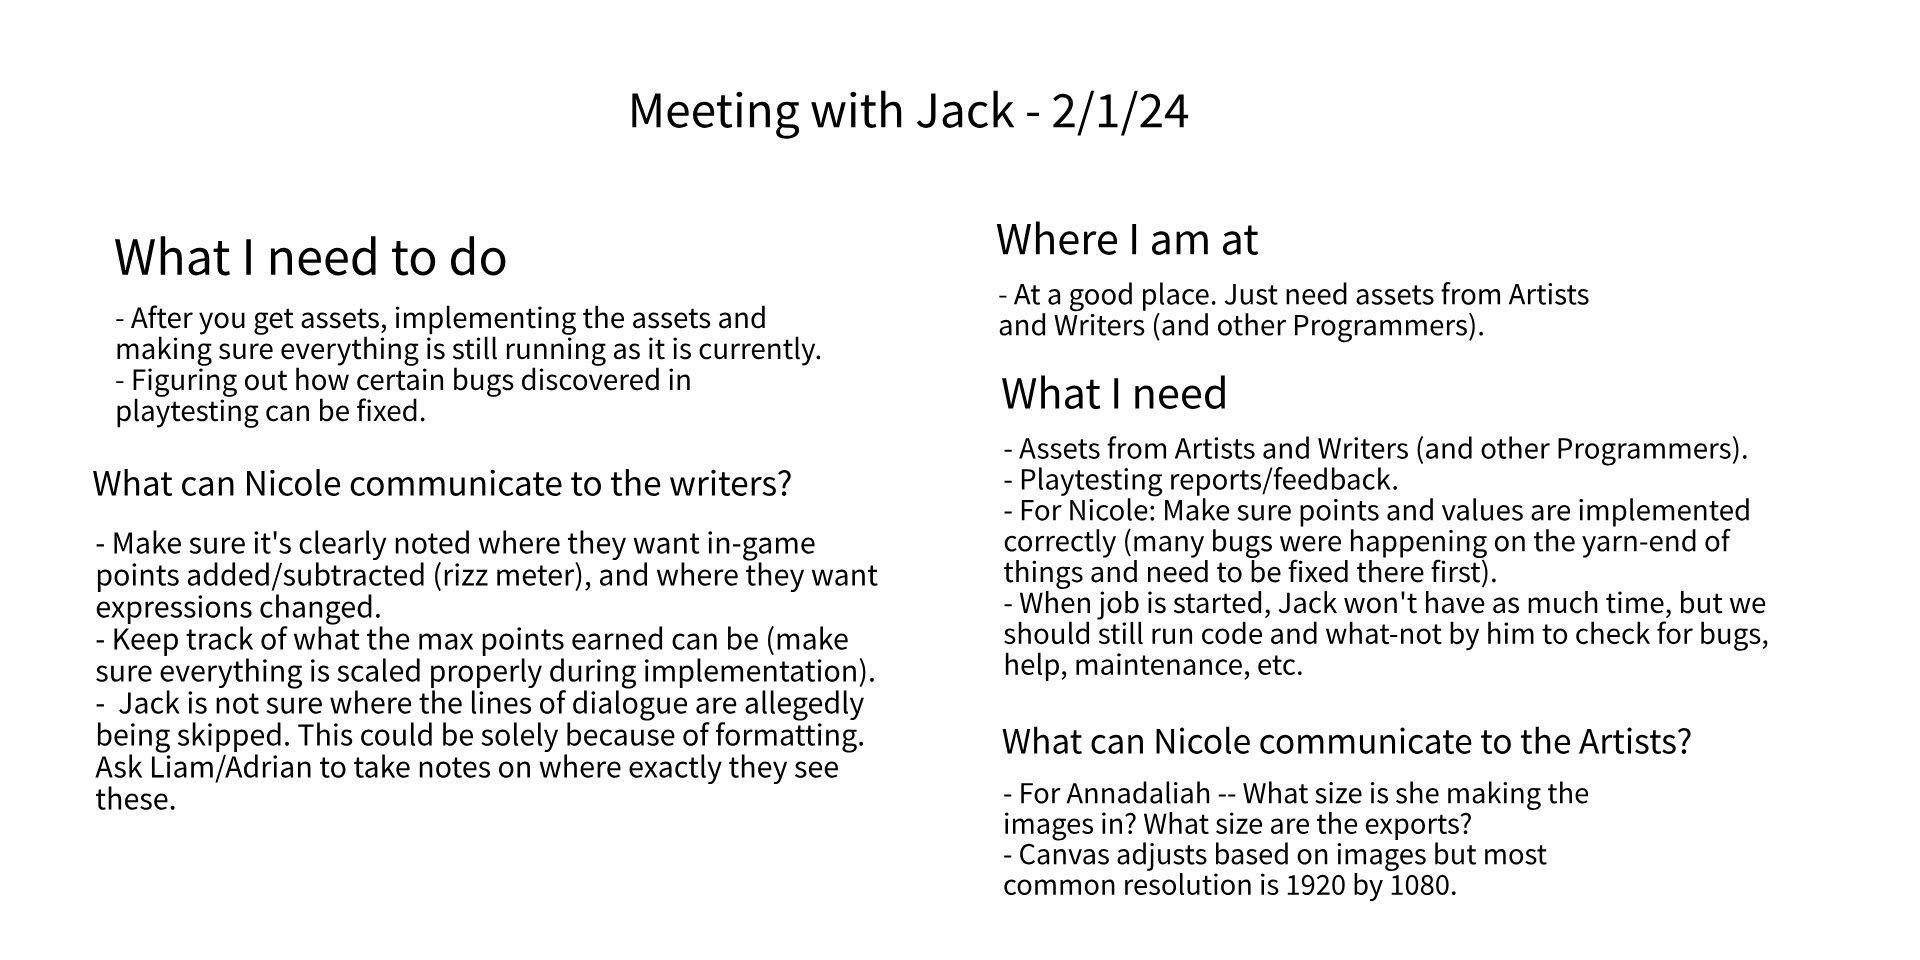 Meeting with Jack - 2/1/24
What I need to do
- After you get assets, implementing the assets and
making sure everything is still running as it is currently.
- Figuring out how certain bugs discovered in
playtesting can be fixed.
What can Nicole communicate to the writers?
- Make sure it's clearly noted where they want in-game
points added/subtracted (rizz meter), and where they want
expressions changed.
- Keep track of what the max points earned can be (make
sure everything is scaled properly during implementation).
-  Jack is not sure where the lines of dialogue are allegedly
being skipped. This could be solely because of formatting.
Ask Liam/Adrian to take notes on where exactly they see
these.
Where I am at
- At a good place. Just need assets from Artists
and Writers (and other Programmers).
What I need
- Assets from Artists and Writers (and other Programmers).
- Playtesting reports/feedback.
- For Nicole: Make sure points and values are implemented
correctly (many bugs were happening on the yarn-end of
things and need to be fixed there first).
- When job is started, Jack won't have as much time, but we
should still run code and what-not by him to check for bugs,
help, maintenance, etc.
What can Nicole communicate to the Artists?
- For Annadaliah -- What size is she making the
images in? What size are the exports?
- Canvas adjusts based on images but most
common resolution is 1920 by 1080.